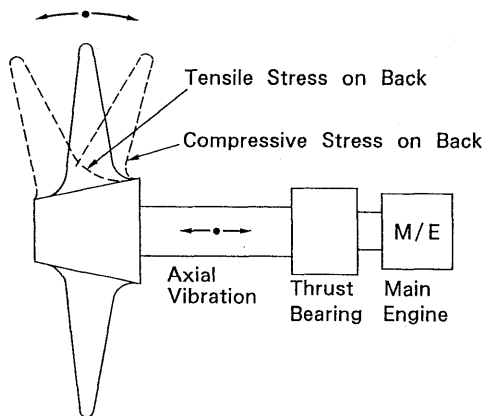 Tensile Stress on Back
Compressive Stress on Back
M/E
Axial
Vibration
Thrust
Bearing
Main
Engine